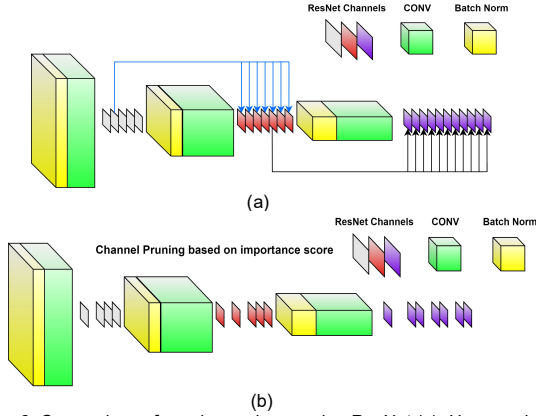 ResNet Channels CONV Batch Norm
(a)
ResNet Channels CONV Batch Norm
Channel Pruning based on importance score
(b)